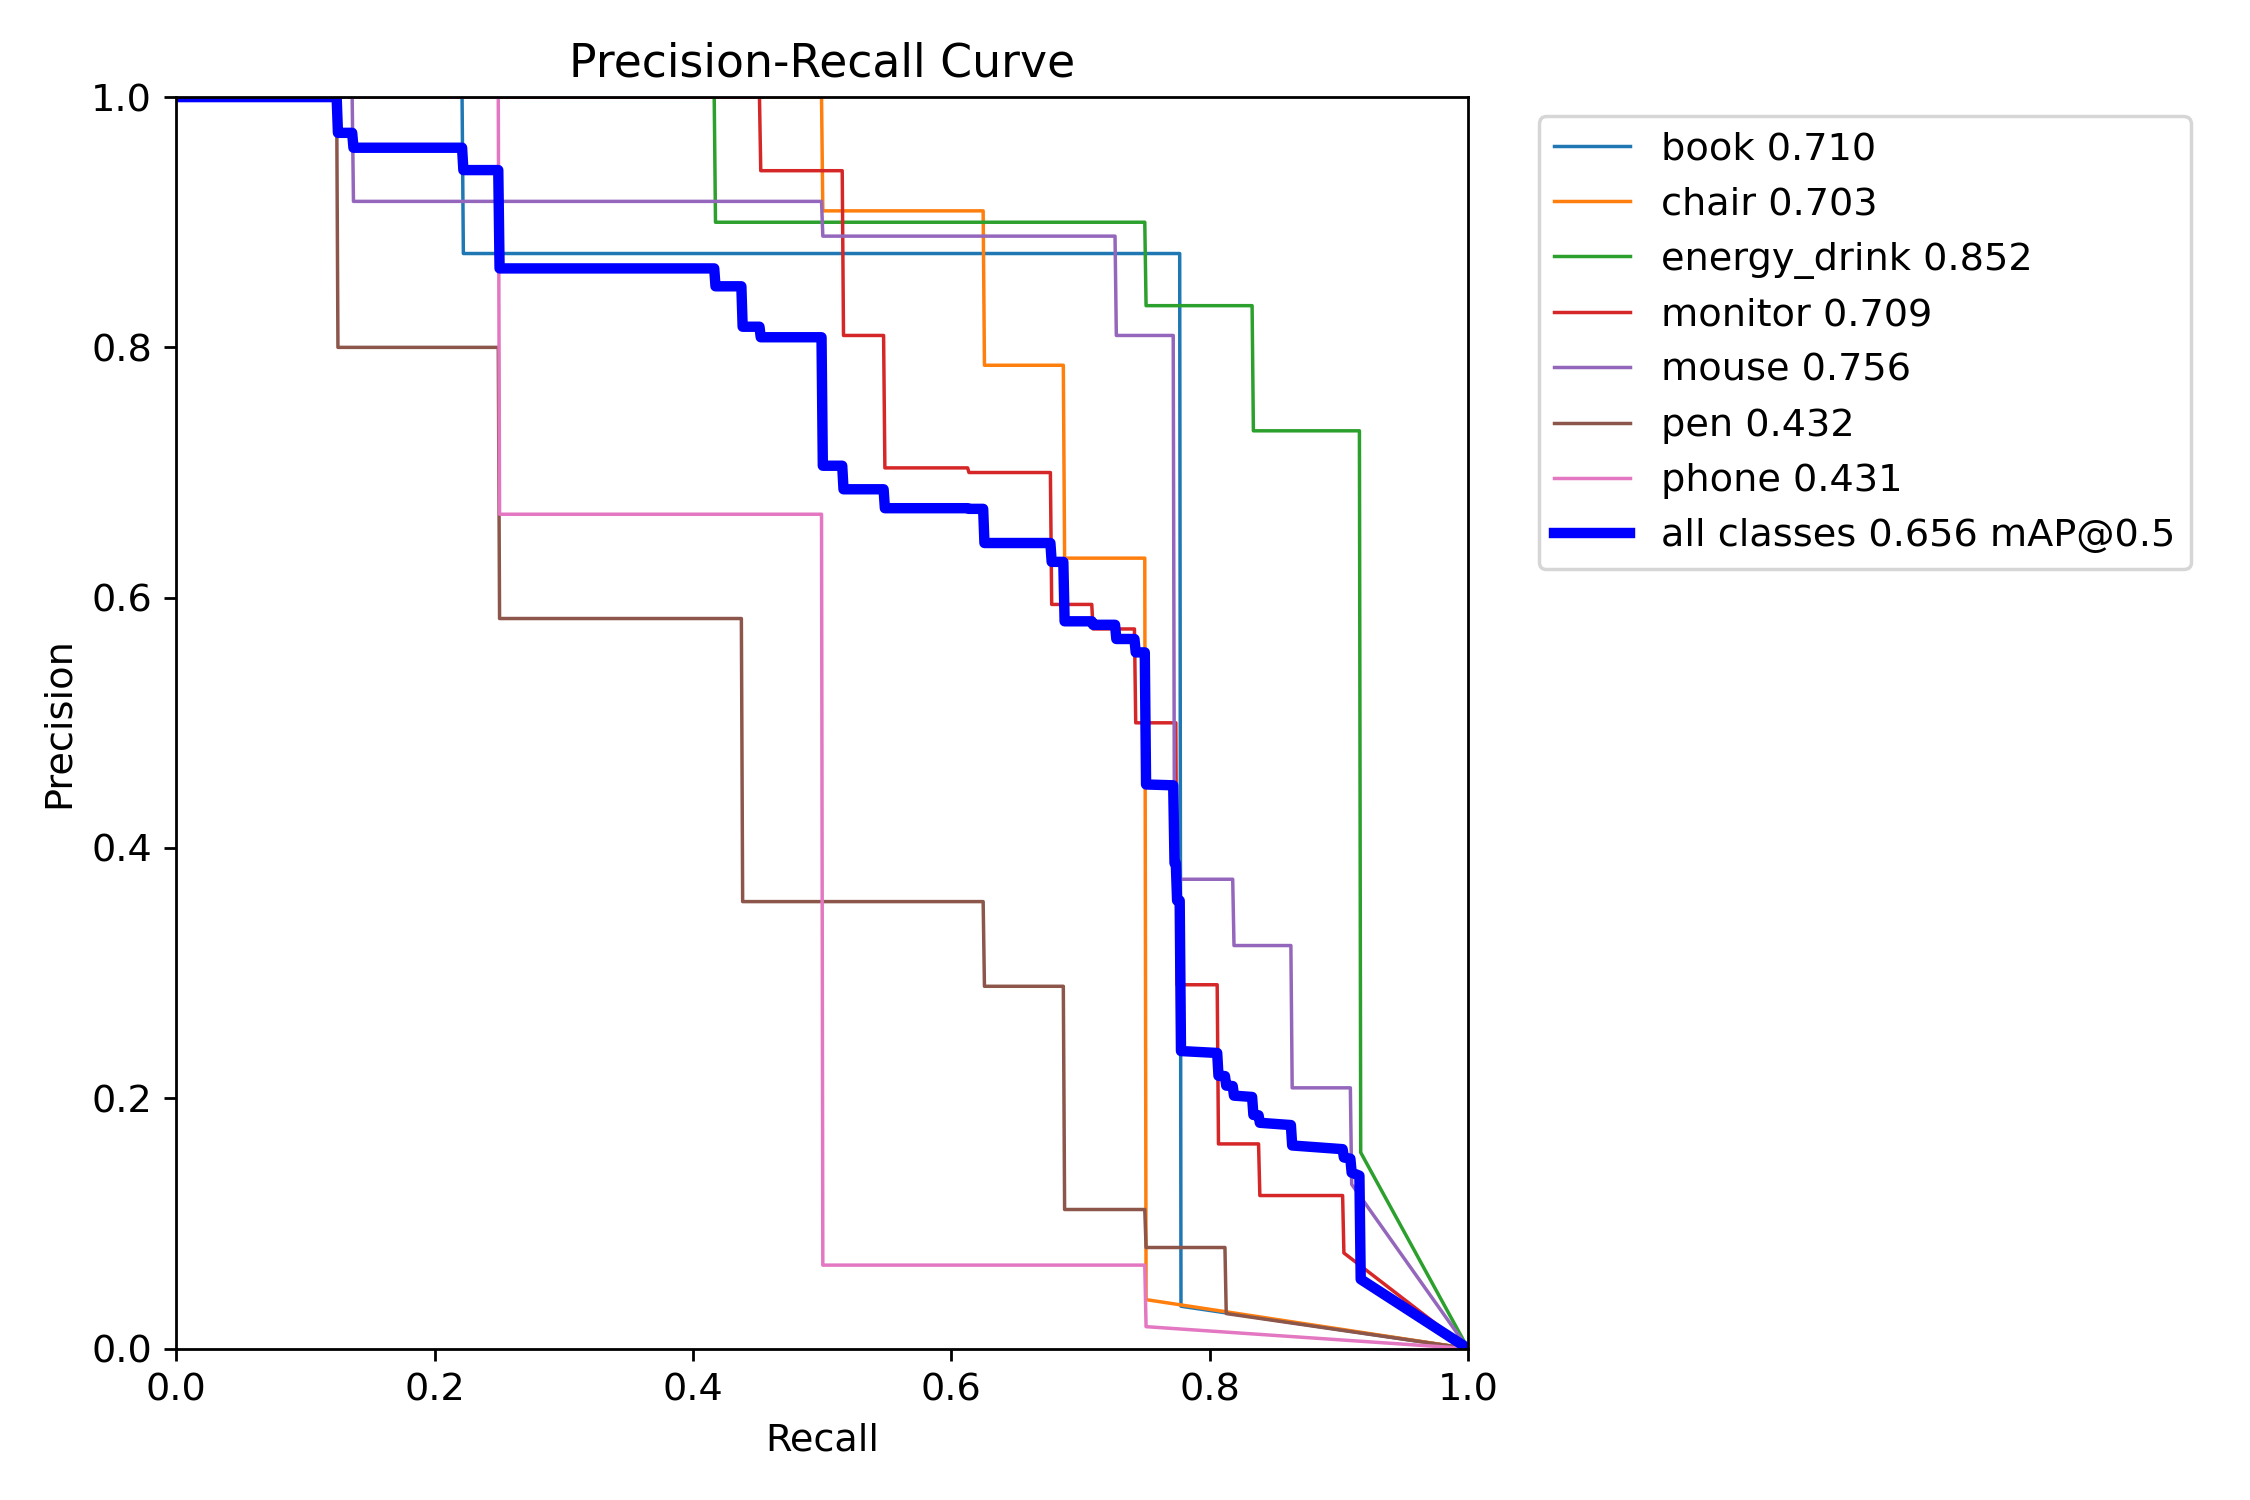 Precision-Recall Curve
Precision
1.0
0.8
0.6
0.4
0.2
0.0
0.0 0.2 0.4 0.6 0.8 1.0
Recall
book 0.710
chair 0.703
energy_drink 0.852
monitor 0.709
mouse 0.756
pen 0.432
phone 0.431
all classes 0.656 mAP@0.5